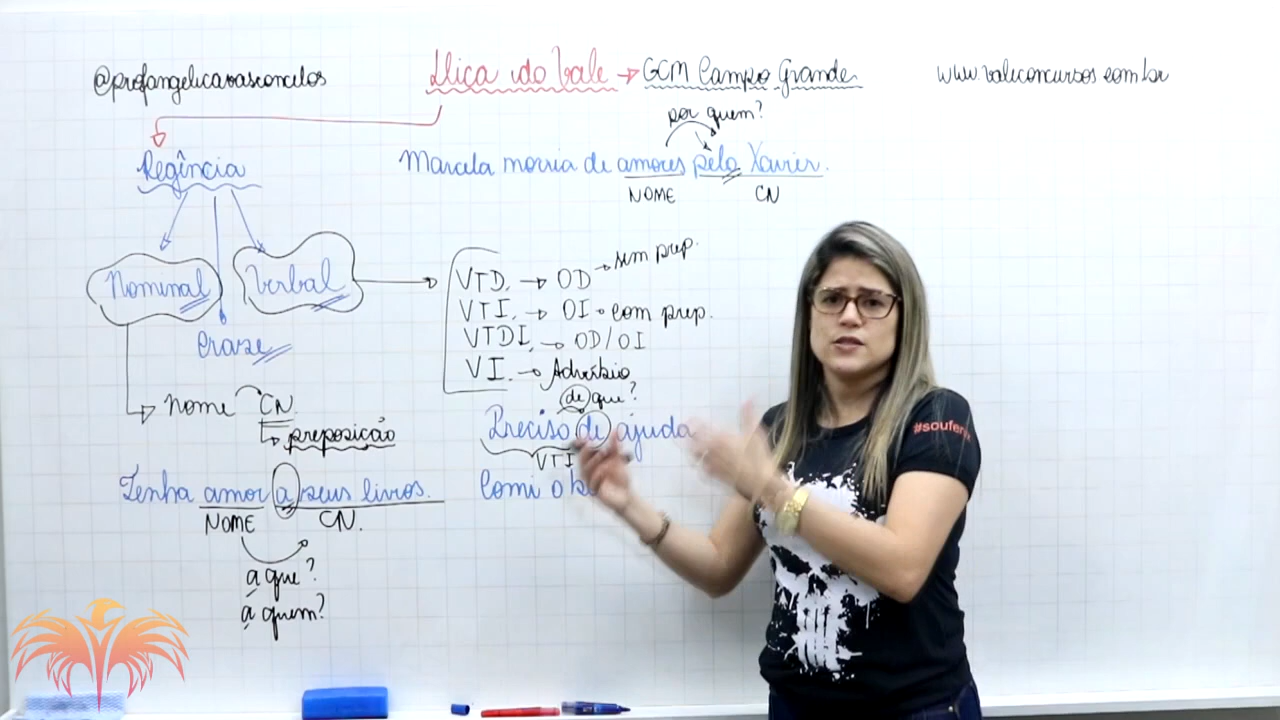 @profangelicavasconcelos
Dica do Vale → GCM Campo Grande
www.valeconcursos.com.br
por quem?
Regência
Marcela morria de amores pelo Xavier.
NOME
CN
Nominal
Verbal
Crase
VTD. → OD → sem prep.
VTI. → OI → com prep.
VTDI. → OD/OI
VI. → Advérbio
nome CN.
preposição
de que?
Preciso de ajuda
VTI
Tenha amor a seus livros.
NOME
CN.
Comi o
a que?
a quem?
#soufe